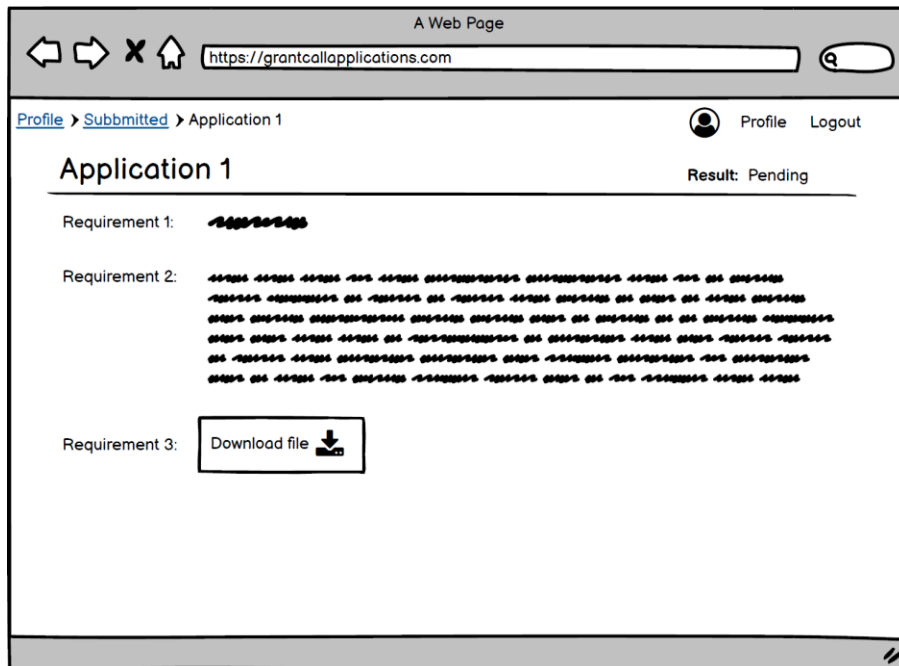 A Web Page
https://grantcallapplications.com
Profile Subbmitted Application 1
Profile Logout
Application 1
Result: Pending
Requirement 1:
Requirement 2:
Requirement 3:
Download file